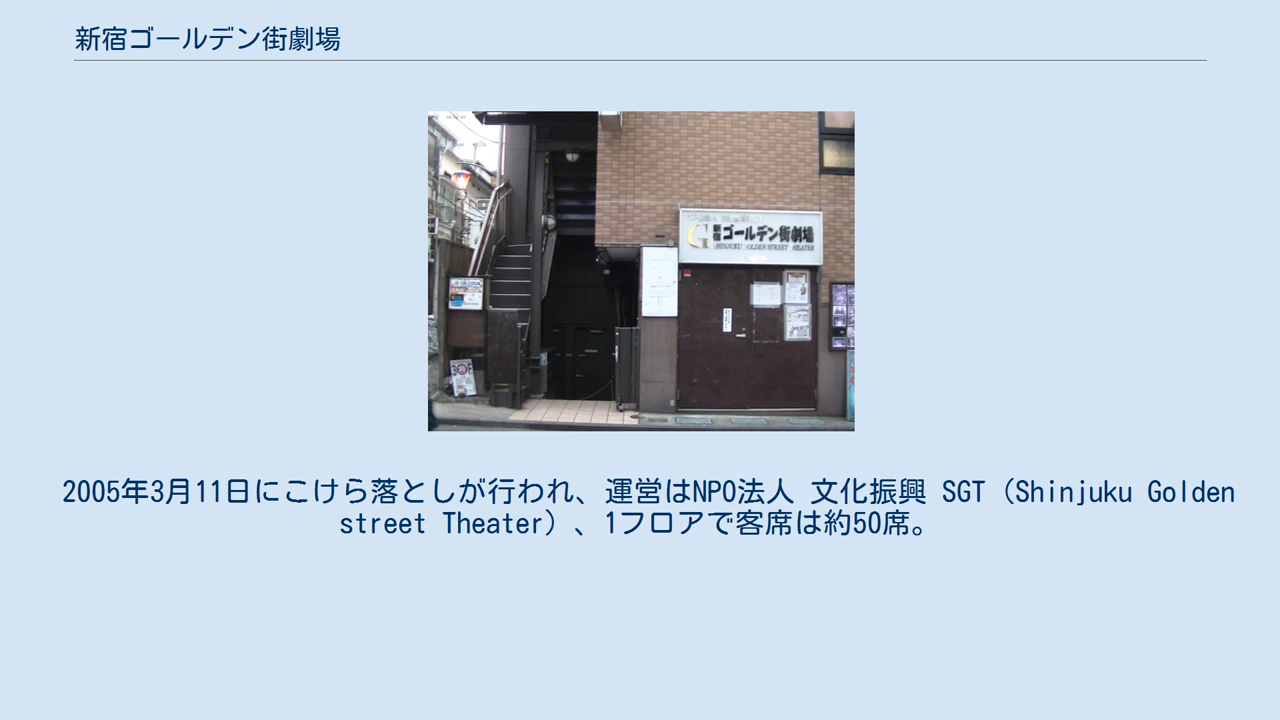 新宿ゴールデン街劇場
G 新宿ゴールデン街劇場
2005年3月11日にこけら落としが行われ、運営はNPO法人 文化振興 SGT（Shinjuku Golden
street Theater）、1フロアで客席は約50席。